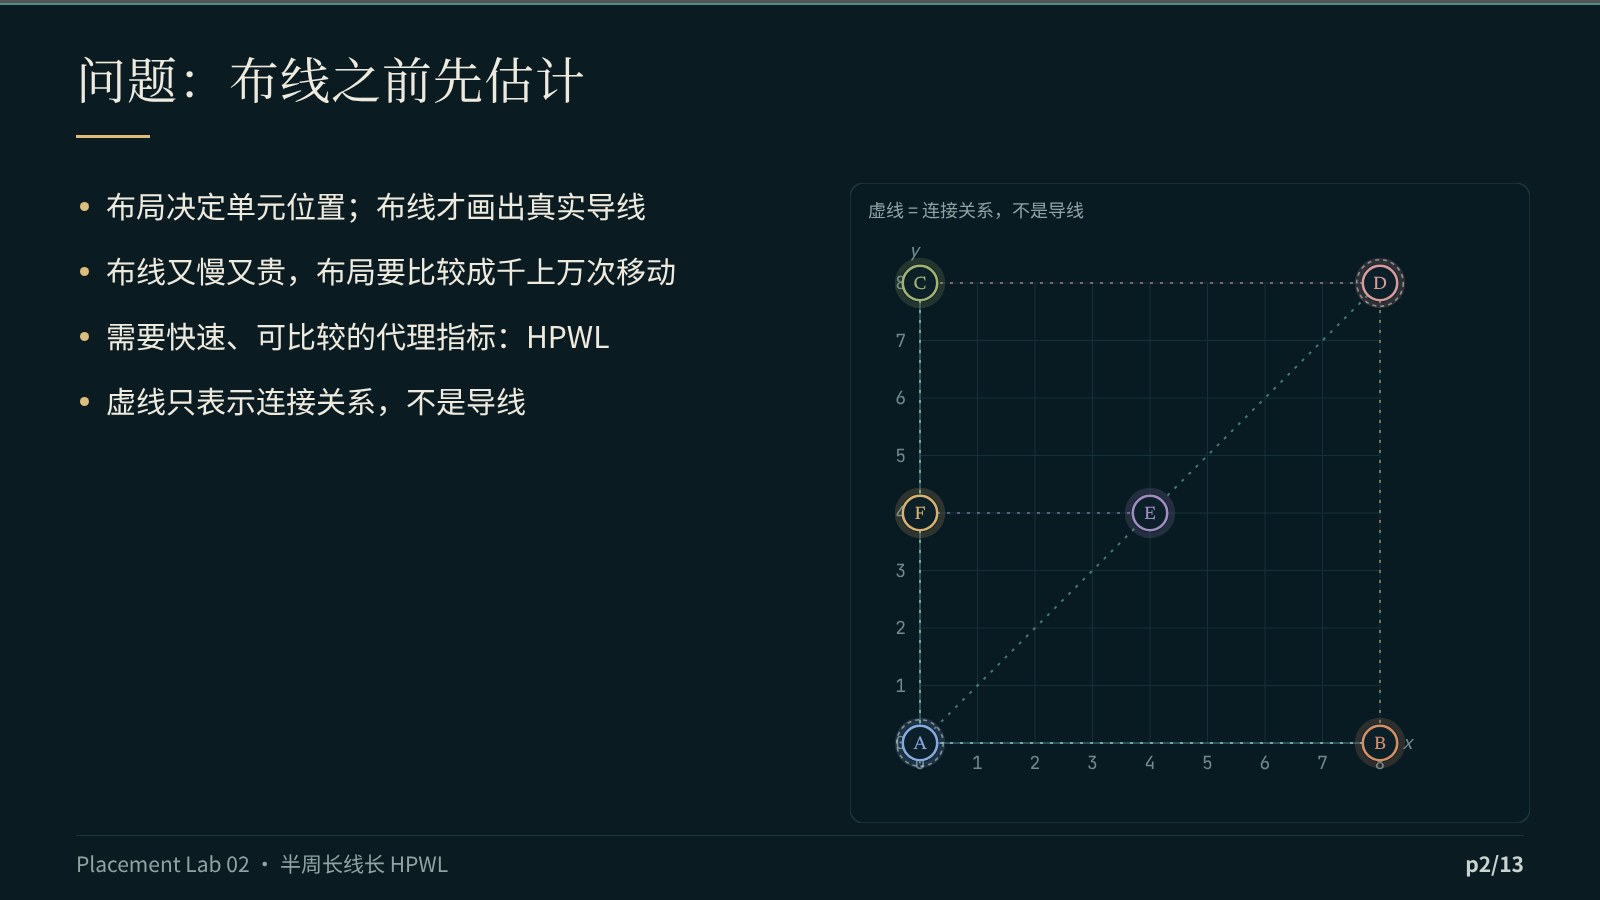 问题：布线之前先估计
布局决定单元位置；布线才画出真实导线
布线又慢又贵，布局要比较成千上万次移动
需要快速、可比较的代理指标：HPWL
虚线只表示连接关系，不是导线
虚线 = 连接关系，不是导线
y
8 C D
7
6
5
4 F E
3
2
1
A B x
0 1 2 3 4 5 6 7 8
Placement Lab 02 · 半周长线长 HPWL
p2/13